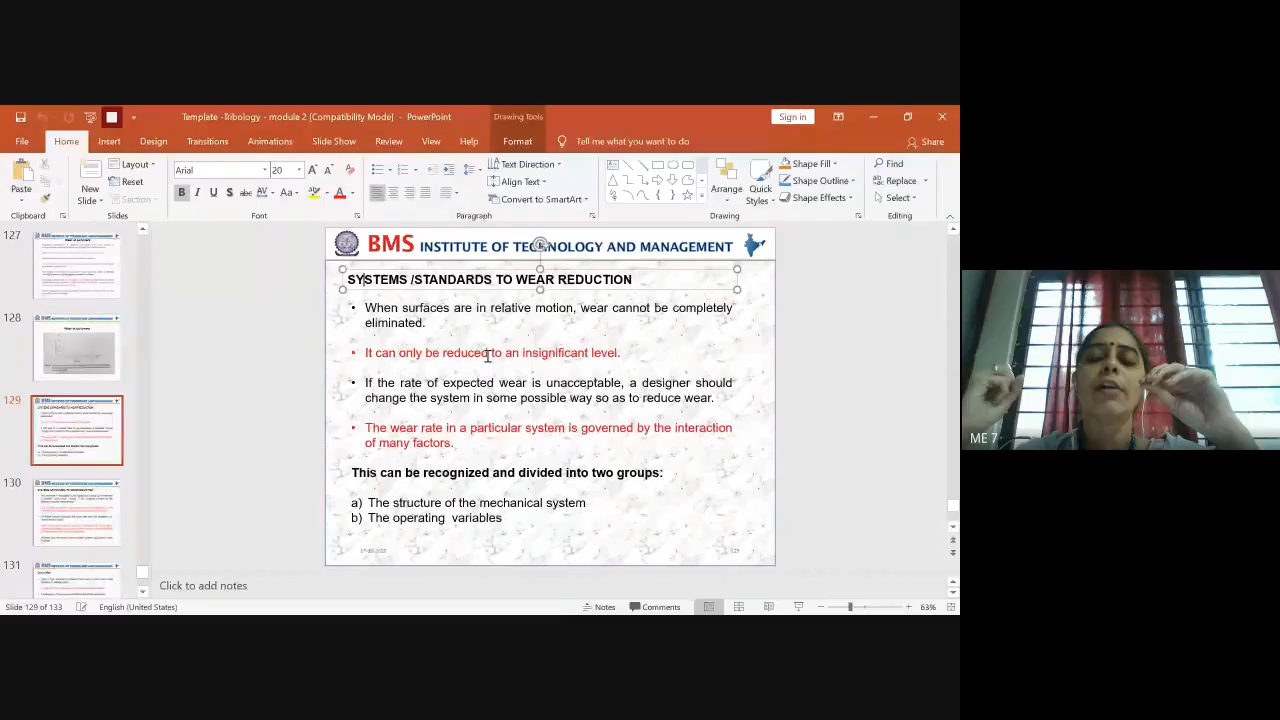 Template -Tribology - module 2 [Compatibility Mode] - PowerPoint
Drawing Tools
Sign in
File Home Insert Design Transitions Animations Slide Show Review View Help Format Tell me what you want to do Share
Paste
New Slide
Layout
Reset
Section
Arial 20
Text Direction
Align Text
Convert to SmartArt
Arrange
Quick Styles
Shape Fill
Shape Outline
Shape Effects
Find
Replace
Select
Clipboard Slides Font Paragraph Drawing Editing
127
128
129
130
131
BMS INSTITUTE OF TECHNOLOGY AND MANAGEMENT
SYSTEMS /STANDARDS TO WEAR REDUCTION
• When surfaces are in relative motion, wear cannot be completely
eliminated.
• It can only be reduced to an insignificant level.
• If the rate of expected wear is unacceptable, a designer should
change the system in some possible way so as to reduce wear.
• The wear rate in a particular system is governed by the interaction
of many factors.
This can be recognized and divided into two groups:
a) The properties of the materials and
b) The operating variables
129
Click to add notes
Slide 129 of 133 English (United States) Notes Comments 63%
ME 7